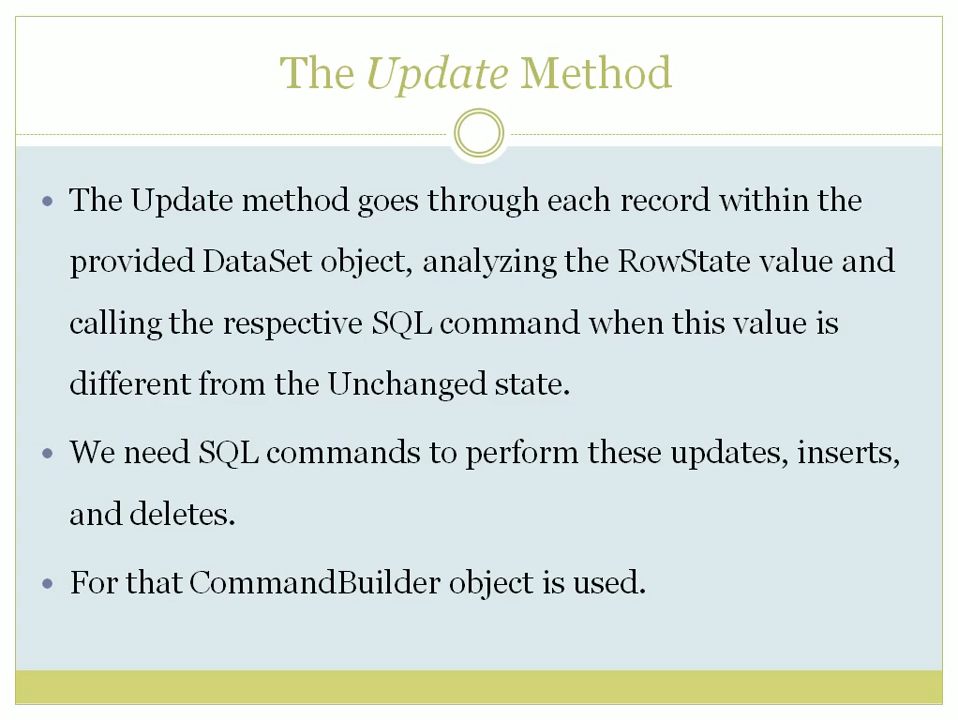 The Update Method
• The Update method goes through each record within the
provided DataSet object, analyzing the RowState value and
calling the respective SQL command when this value is
different from the Unchanged state.
• We need SQL commands to perform these updates, inserts,
and deletes.
• For that CommandBuilder object is used.